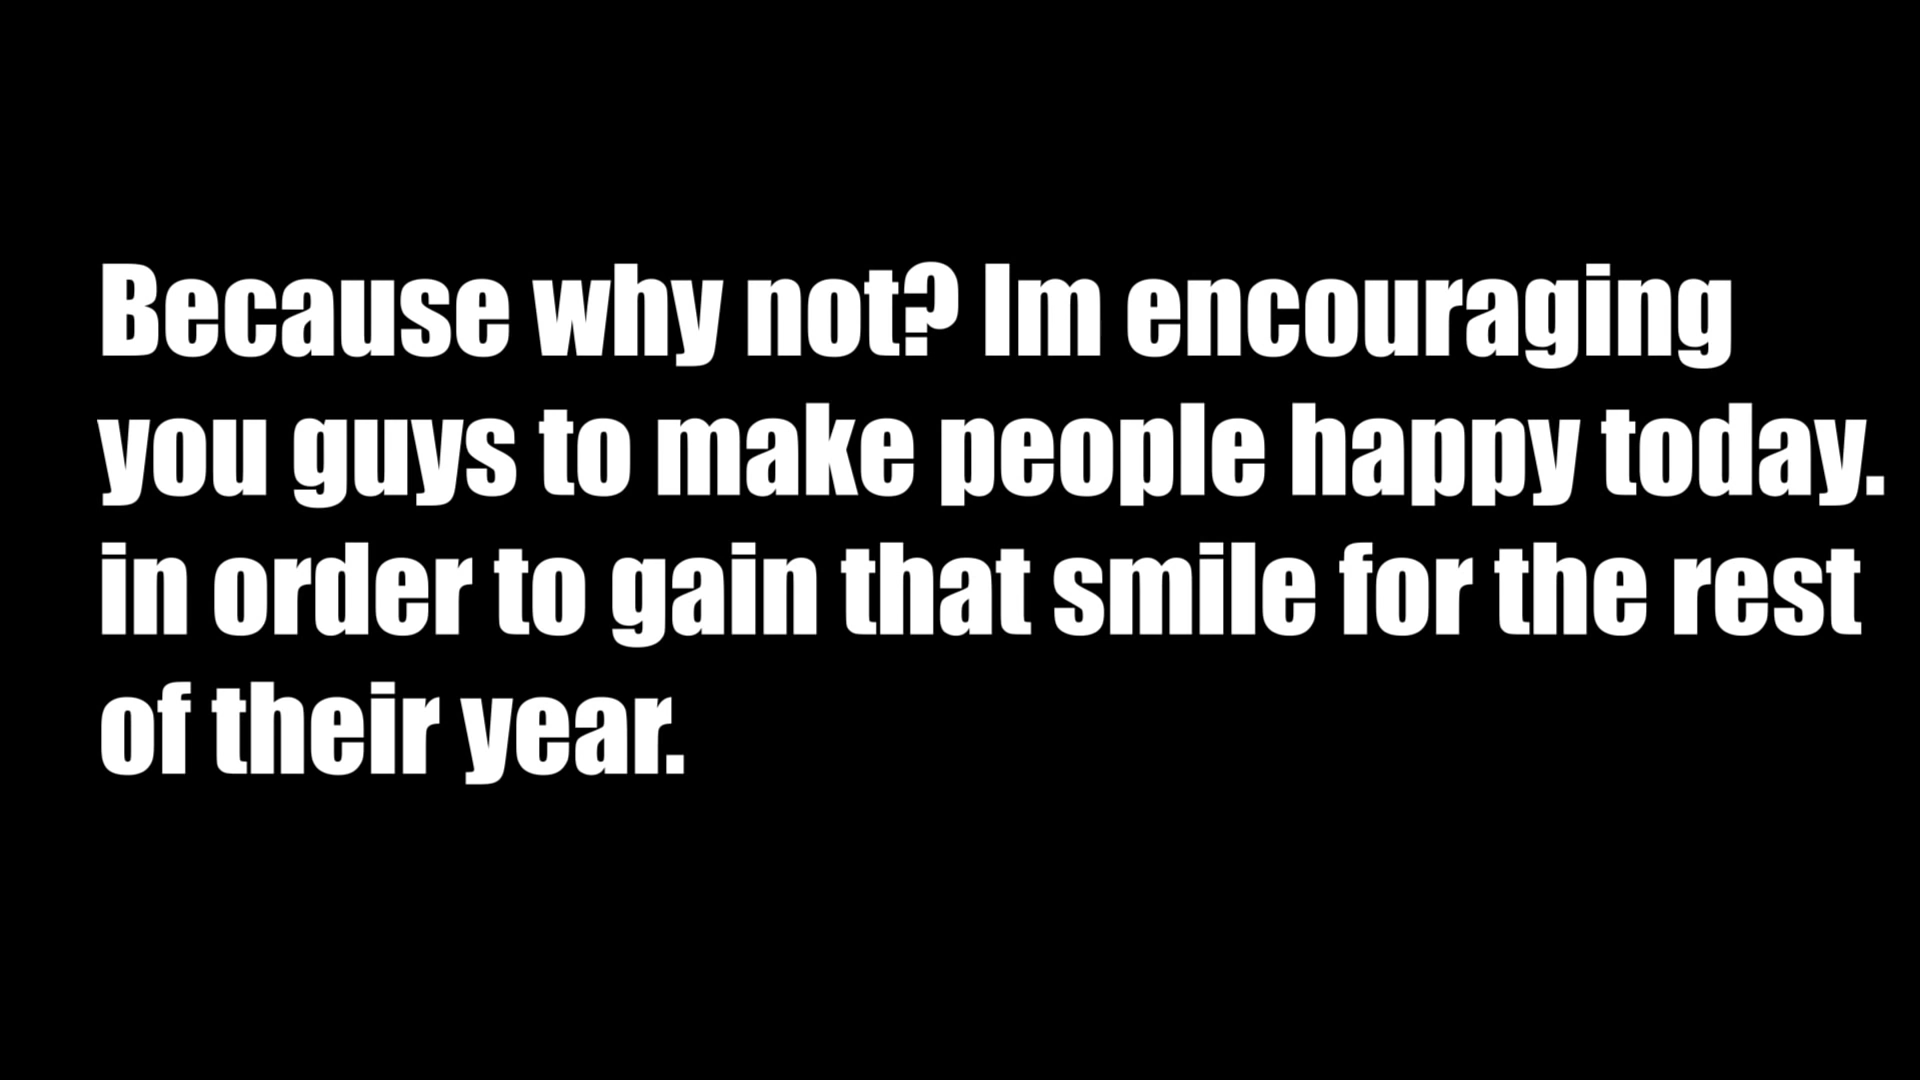 Because why not? Im encouraging
you guys to make people happy today.
in order to gain that smile for the rest
of their year.